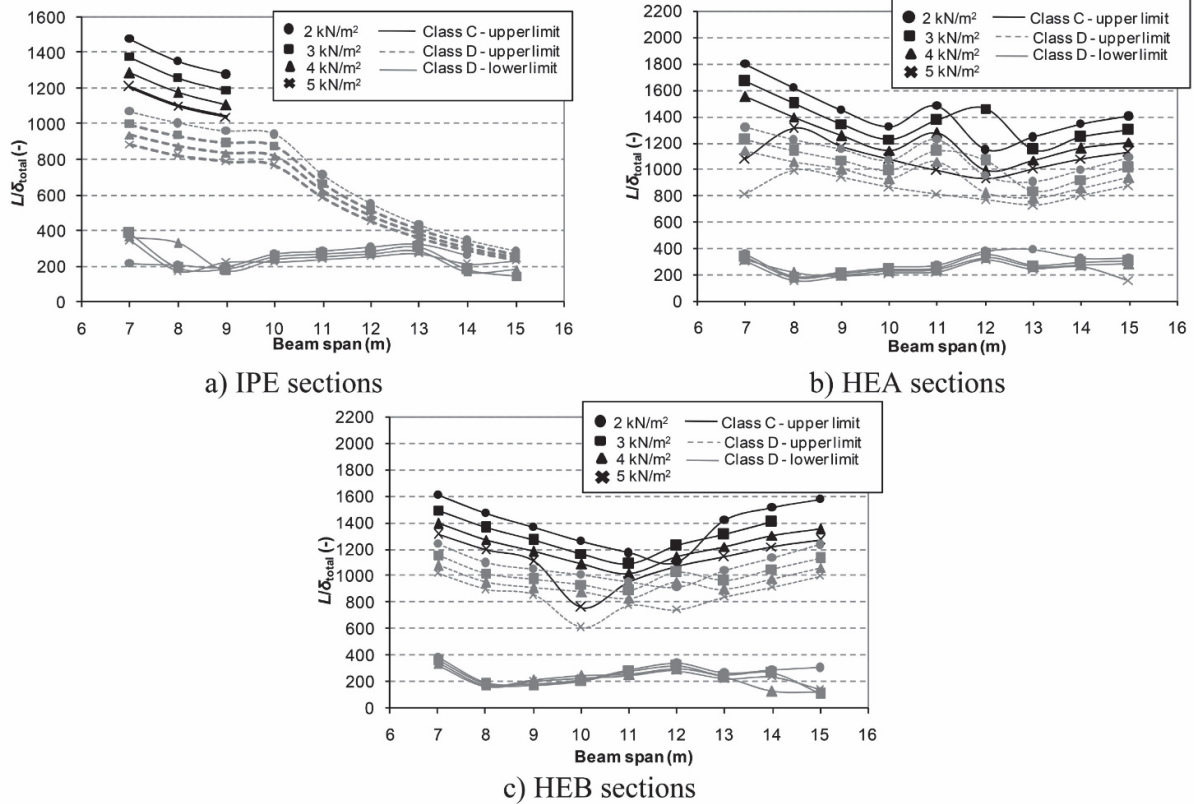 1600
1400
1200
1000
800
600
400
200
0
L/δtotal (-)
2 kN/m²
3 kN/m²
4 kN/m²
5 kN/m²
Class C - upper limit
Class D - upper limit
Class D - lower limit
6 7 8 9 10 11 12 13 14 15 16
Beam span (m)
a) IPE sections
2200
2000
1800
1600
1400
1200
1000
800
600
400
200
0
L/δtotal (-)
2 kN/m²
3 kN/m²
4 kN/m²
5 kN/m²
Class C - upper limit
Class D - upper limit
Class D - lower limit
6 7 8 9 10 11 12 13 14 15 16
Beam span (m)
b) HEA sections
2200
2000
1800
1600
1400
1200
1000
800
600
400
200
0
L/δtotal (-)
2 kN/m²
3 kN/m²
4 kN/m²
5 kN/m²
Class C - upper limit
Class D - upper limit
Class D - lower limit
6 7 8 9 10 11 12 13 14 15 16
Beam span (m)
c) HEB sections